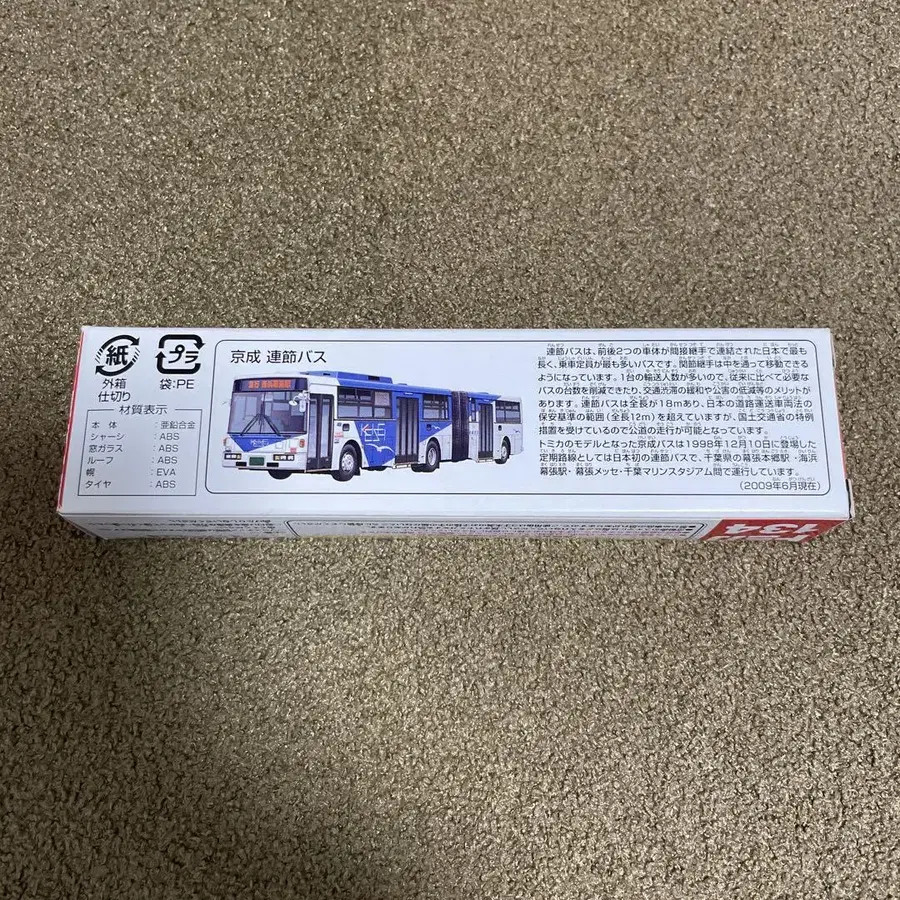 紙
外箱
仕切り
プラ
袋:PE
材質表示
本体:亜鉛合金
シャーシ:ABS
窓ガラス:ABS
ルーフ:ABS
幌:EVA
タイヤ:ABS
京成 連節バス
KEISEI
連節バスは、前後2つの車体が間接継手で連結された日本で最も
長く、乗車定員が最も多いバスです。関節継手は中を通って移動できる
ようになっています。1台の輸送人数が多いので、従来に比べて必要な
バスの台数を削減できたり、交通渋滞の緩和や公害の低減等のメリットが
あります。連節バスは全長が18mあり、日本の道路運送車両法の
保安基準の範囲(全長12m)を超えていますが、国土交通省の特例
措置を受けているので公道の走行が可能となっています。
トミカのモデルとなった京成バスは1998年12月10日に登場した
定期路線としては日本初の連節バスで、千葉県の幕張本郷駅・海浜
幕張駅・幕張メッセ・千葉マリンスタジアム間で運行しています。
(2009年6月現在)
134